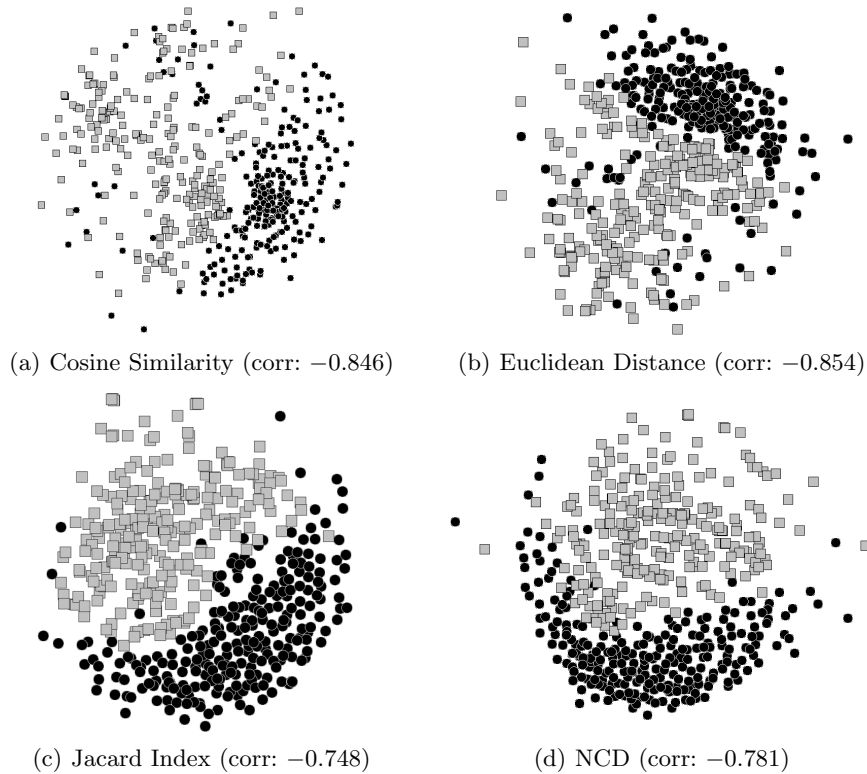 (a) Cosine Similarity (corr: −0.846)
(b) Euclidean Distance (corr: −0.854)
(c) Jacard Index (corr: −0.748)
(d) NCD (corr: −0.781)